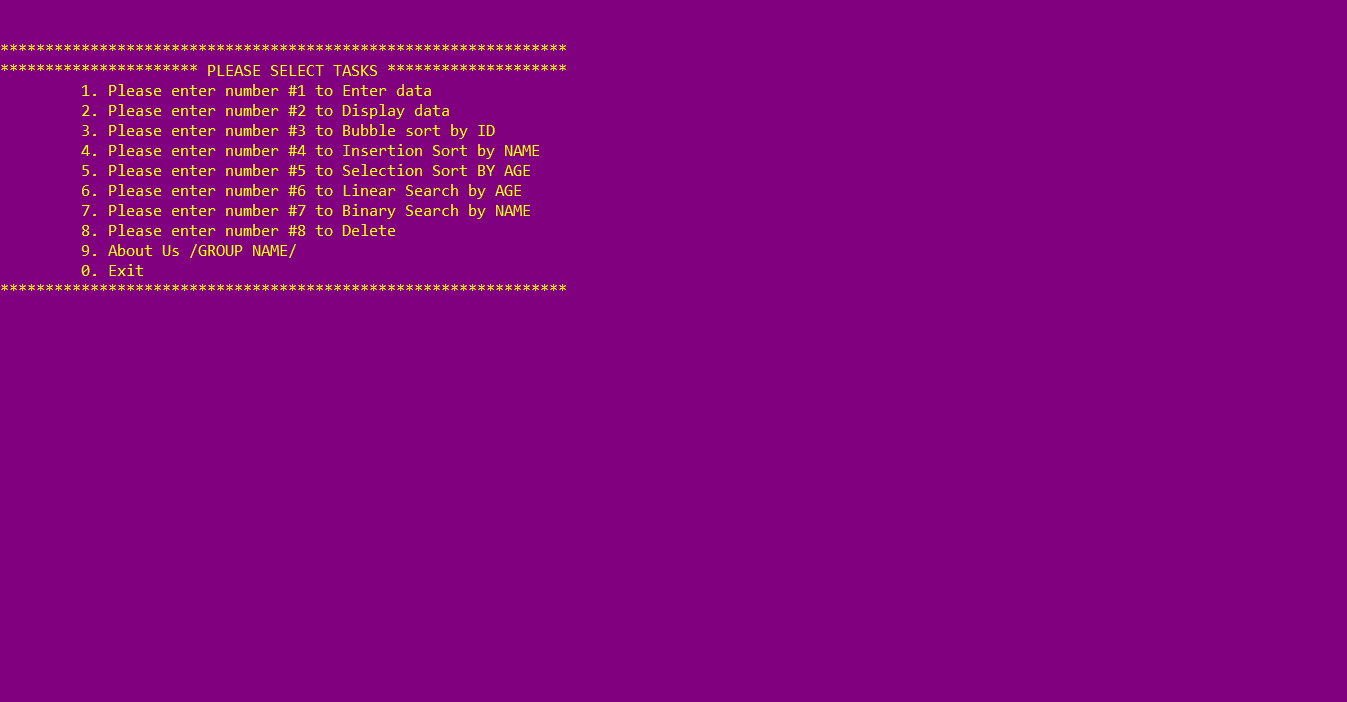 ***************************************************************
********************** PLEASE SELECT TASKS ********************
1. Please enter number #1 to Enter data
2. Please enter number #2 to Display data
3. Please enter number #3 to Bubble sort by ID
4. Please enter number #4 to Insertion Sort by NAME
5. Please enter number #5 to Selection Sort BY AGE
6. Please enter number #6 to Linear Search by AGE
7. Please enter number #7 to Binary Search by NAME
8. Please enter number #8 to Delete
9. About Us /GROUP NAME/
0. Exit
***************************************************************